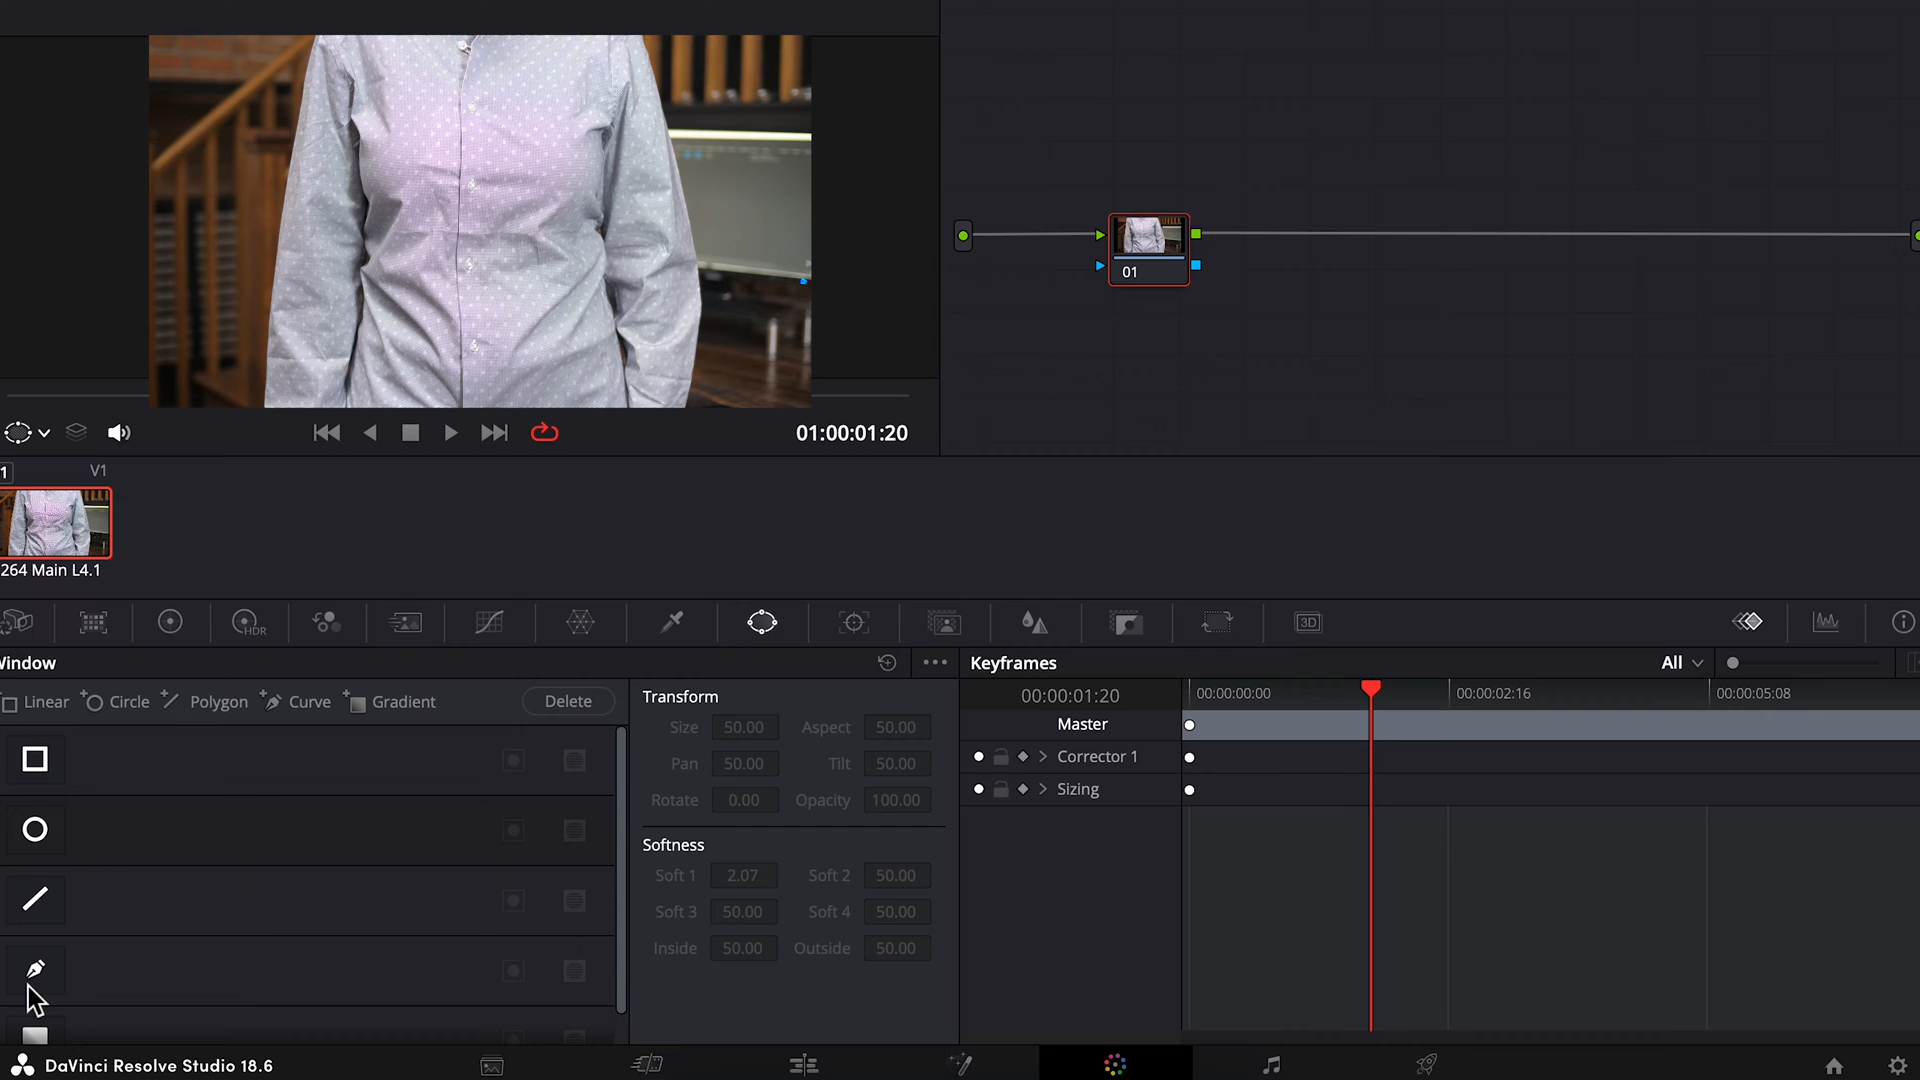 01
01:00:01:20
1 V1
264 Main L4.1
HDR
3D
Window
Keyframes
All
Linear
Circle
Polygon
Curve
Gradient
Delete
Transform
Size 50.00 Aspect 50.00
Pan 50.00 Tilt 50.00
Rotate 0.00 Opacity 100.00
Softness
Soft 1 2.07 Soft 2 50.00
Soft 3 50.00 Soft 4 50.00
Inside 50.00 Outside 50.00
00:00:01:20 00:00:00:00 00:00:02:16 00:00:05:08
Master
Corrector 1
Sizing
DaVinci Resolve Studio 18.6